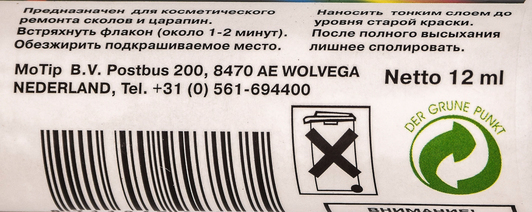 Предназначен для косметического
ремонта сколов и царапин.
Встряхнуть флакон (около 1-2 минут).
Обезжирить подкрашиваемое место.
Наносить тонким слоем до
уровня старой краски.
После полного высыхания
лишнее сполировать.
MoTip B.V. Postbus 200, 8470 AE WOLVEGA
NEDERLAND, Tel. +31 (0) 561-694400
Netto 12 ml
DER GRÜNE PUNKT
ВНИМАНИЕ!